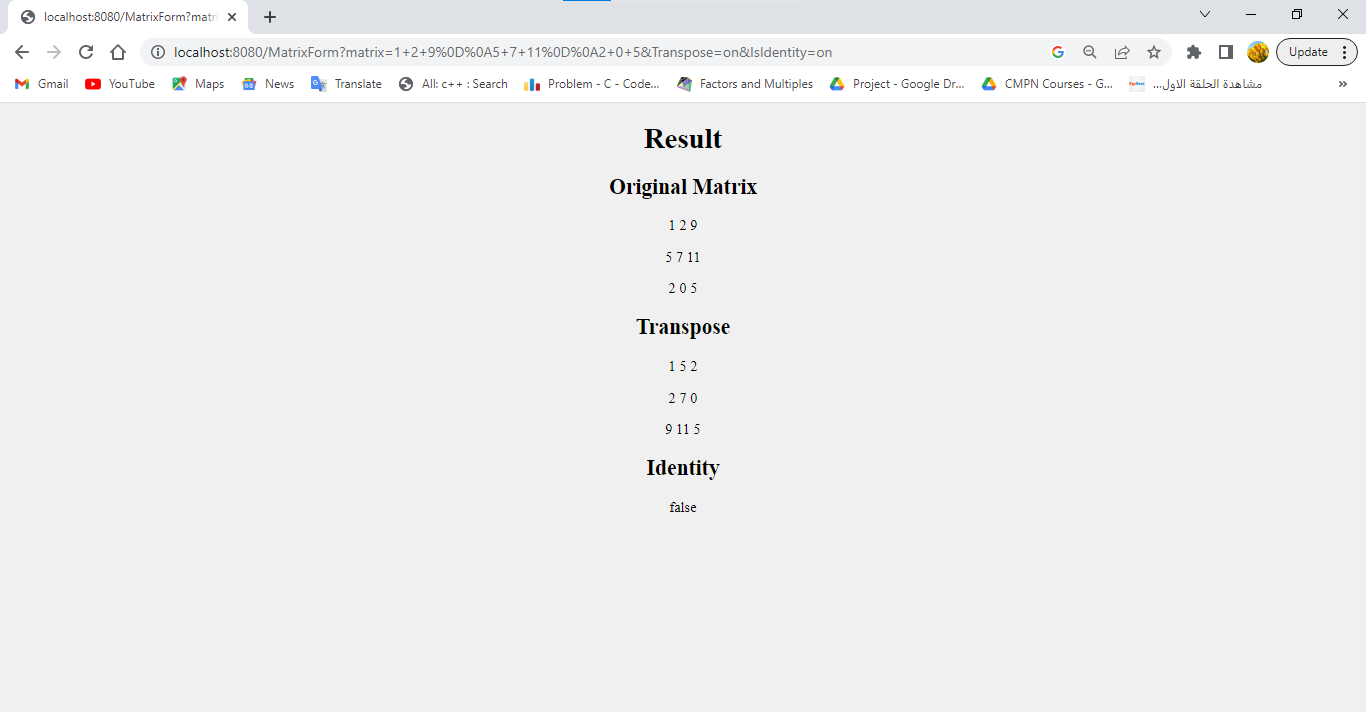 localhost:8080/MatrixForm?matr
localhost:8080/MatrixForm?matrix=1+2+9%0D%0A5+7+11%0D%0A2+0+5&Transpose=on&IsIdentity=on
Update
Gmail YouTube Maps News Translate All: c++ : Search Problem - C - Code... Factors and Multiples Project - Google Dr... CMPN Courses - G... مشاهدة الحلقة الاول... »
Result
Original Matrix
1 2 9
5 7 11
2 0 5
Transpose
1 5 2
2 7 0
9 11 5
Identity
false